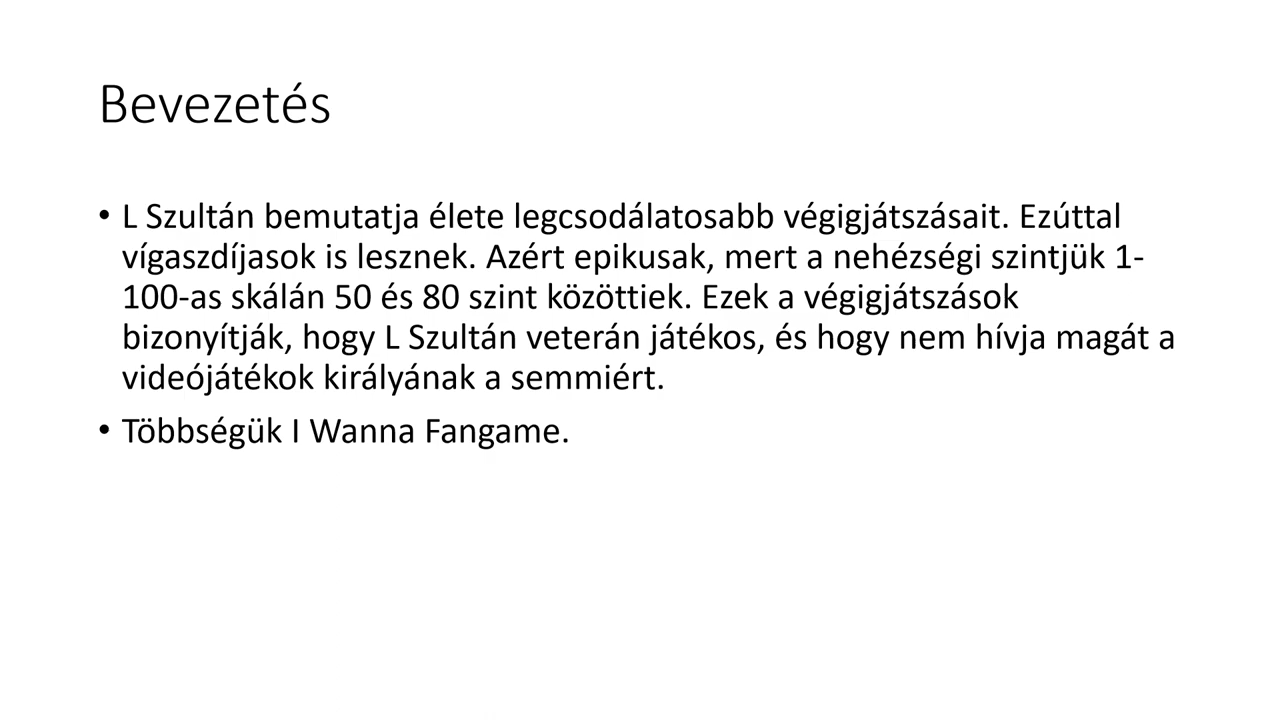 Bevezetés
• L Szultán bemutatja élete legcsodálatosabb végigjátszásait. Ezúttal
vígaszdíjasok is lesznek. Azért epikusak, mert a nehézségi szintjük 1-
100-as skálán 50 és 80 szint közöttiek. Ezek a végigjátszások
bizonyítják, hogy L Szultán veterán játékos, és hogy nem hívja magát a
videójátékok királyának a semmiért.
• Többségük I Wanna Fangame.